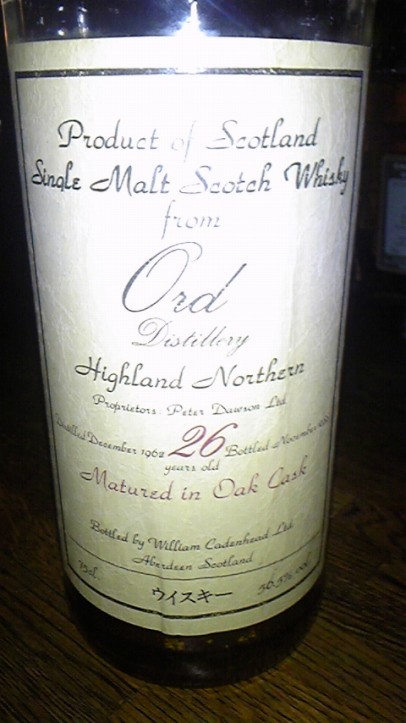 Product of Scotland
Single Malt Scotch Whisky
from
Ord
Distillery
Highland Northern
Proprietors: Peter Dawson Ltd
Distilled December 1962 26 Bottled November
years old
Matured in Oak Cask
Bottled by William Cadenhead Ltd
Aberdeen Scotland
75cl. ウイスキー vol